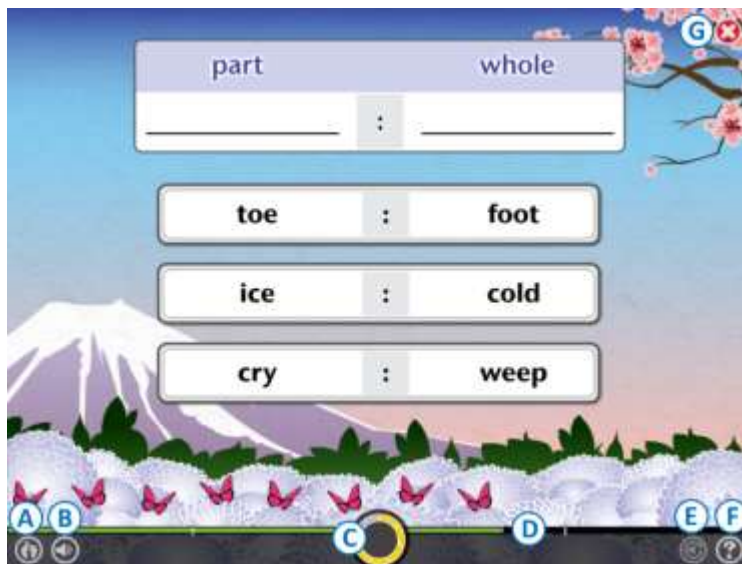 G
part whole
:
toe : foot
ice : cold
cry : weep
A B C D E F
?